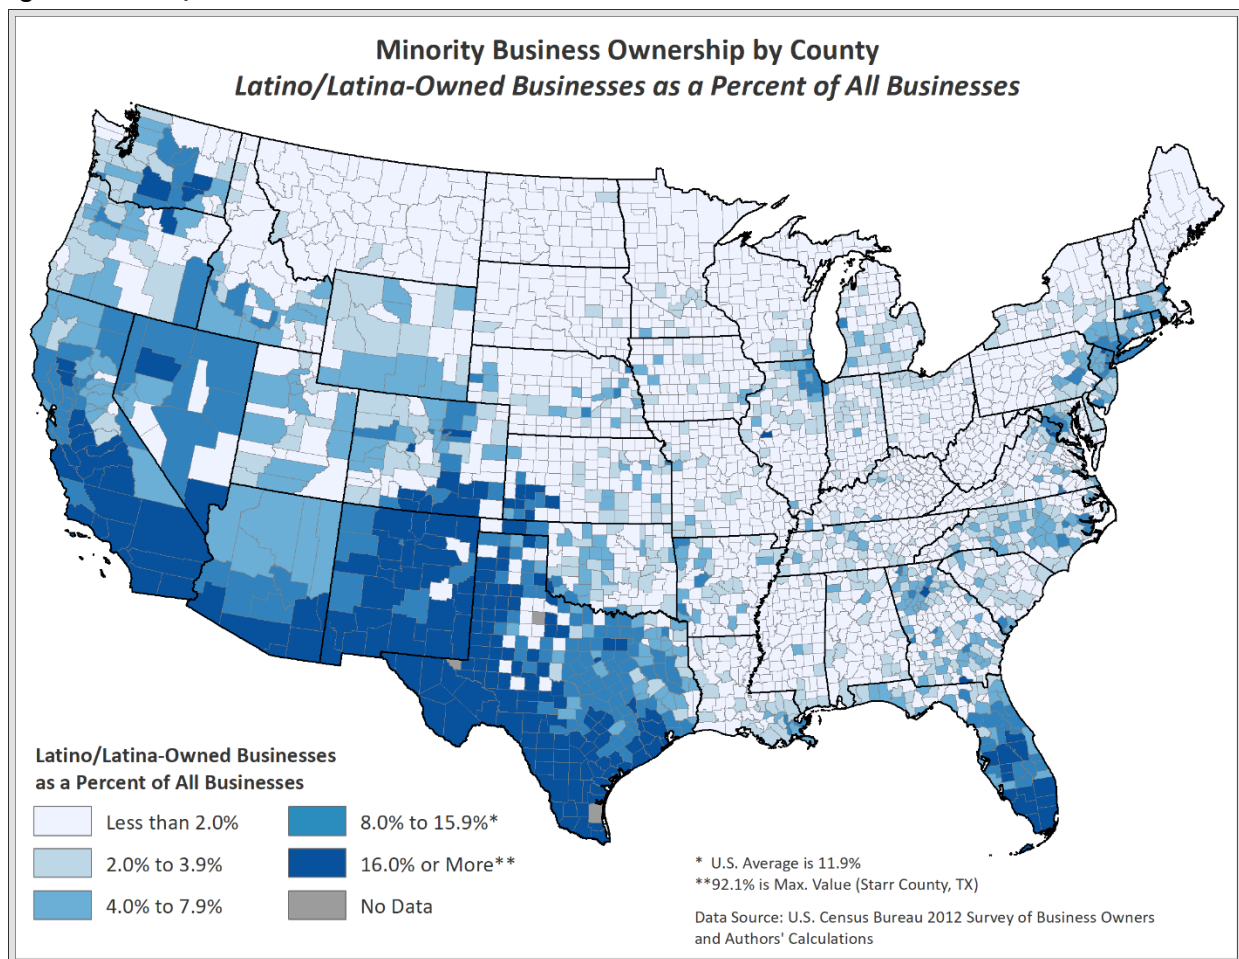 Minority Business Ownership by County
Latino/Latina-Owned Businesses as a Percent of All Businesses
Latino/Latina-Owned Businesses
as a Percent of All Businesses
Less than 2.0%
2.0% to 3.9%
4.0% to 7.9%
8.0% to 15.9%*
16.0% or More**
No Data
* U.S. Average is 11.9%
**92.1% is Max. Value (Starr County, TX)
Data Source: U.S. Census Bureau 2012 Survey of Business Owners
and Authors' Calculations